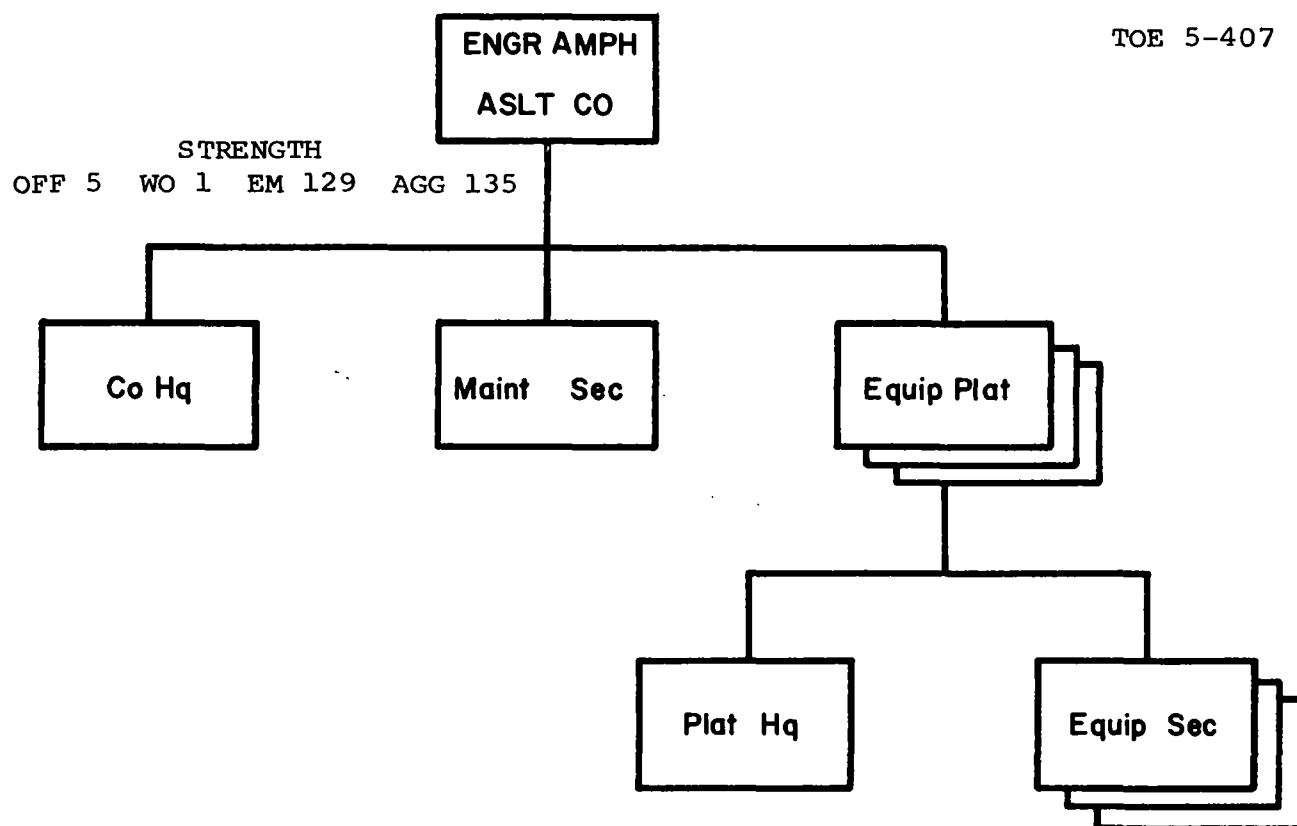 ENGR AMPH
ASLT CO
TOE 5-407
STRENGTH
OFF 5 WO 1 EM 129 AGG 135
Co Hq
Maint Sec
Equip Plat
Plat Hq
Equip Sec